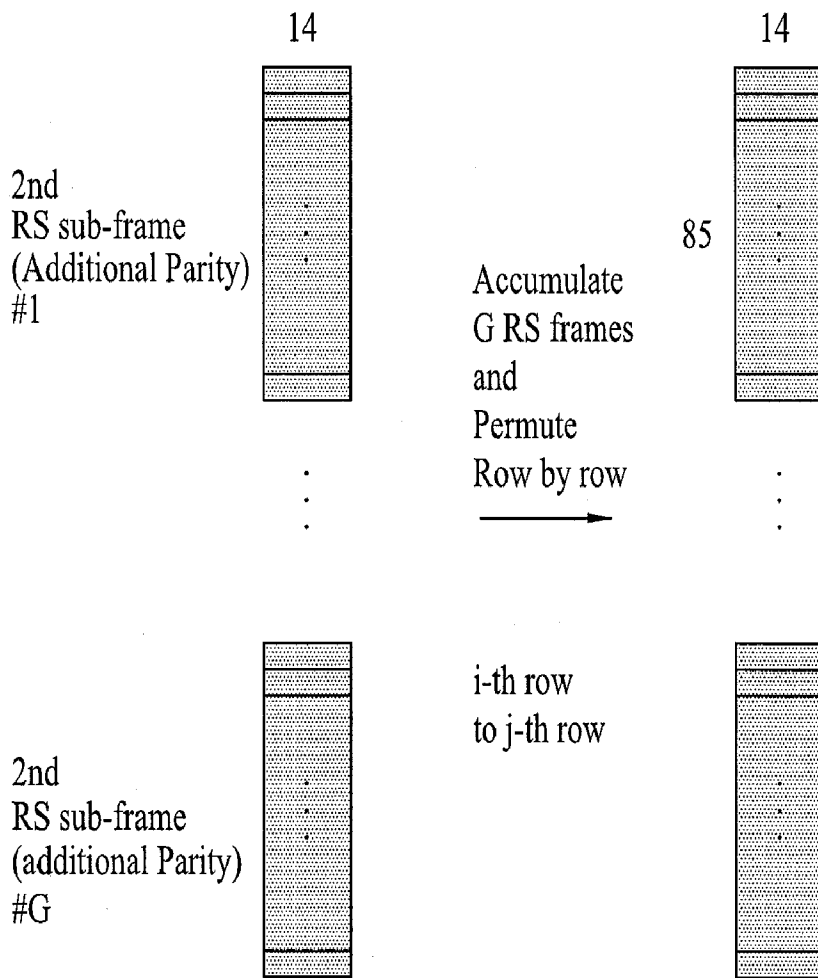 14
14
2nd
RS sub-frame
(Additional Parity)
#1
85
Accumulate
G RS frames
and
Permute
Row by row
i-th row
to j-th row
2nd
RS sub-frame
(additional Parity)
#G